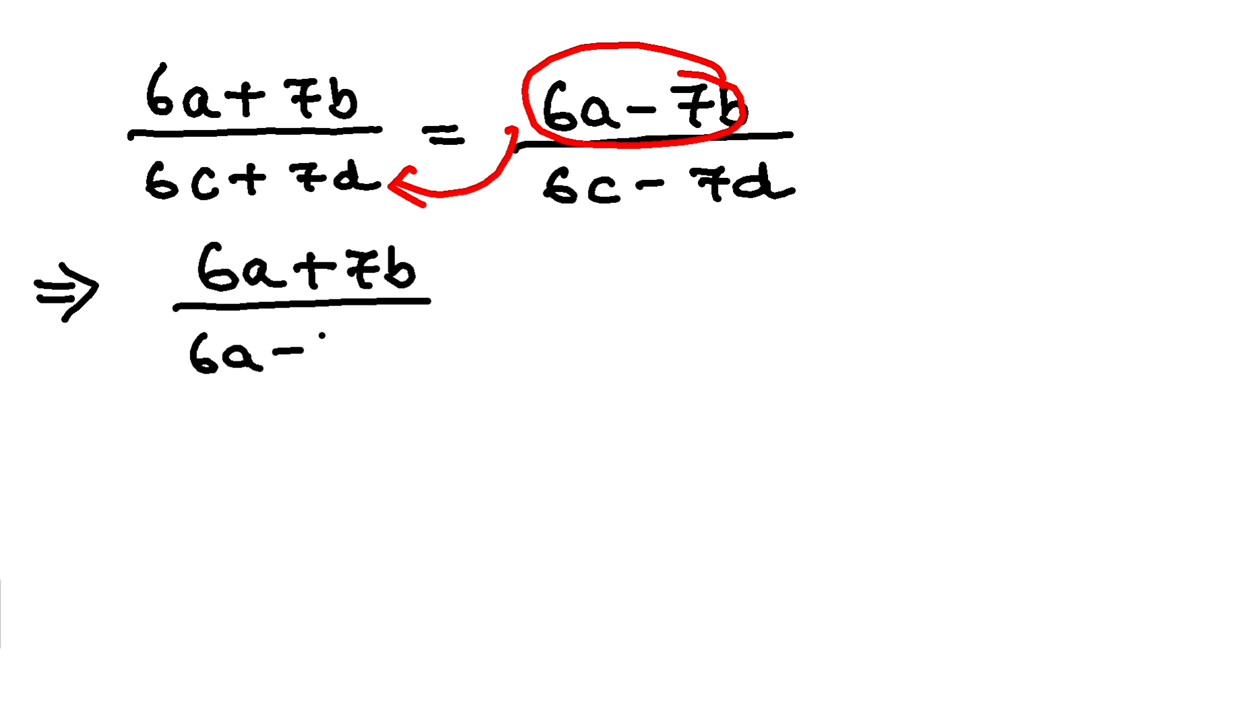 6a + 7b / 6c + 7d = 6a - 7b / 6c - 7d
⇒ 6a + 7b / 6a -